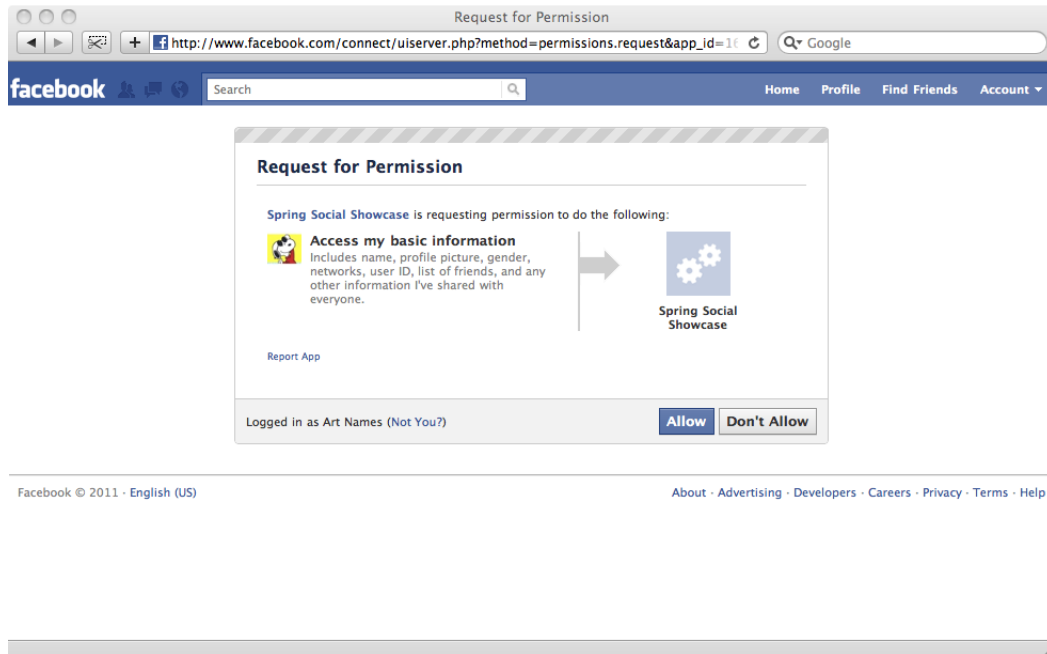 Request for Permission
http://www.facebook.com/connect/uiserver.php?method=permissions.request&app_id=16
Google
facebook
Search
Home Profile Find Friends Account
Request for Permission
Spring Social Showcase is requesting permission to do the following:
Access my basic information
Includes name, profile picture, gender,
networks, user ID, list of friends, and any
other information I've shared with
everyone.
Spring Social
Showcase
Report App
Logged in as Art Names (Not You?)
Allow
Don't Allow
Facebook © 2011 · English (US)
About · Advertising · Developers · Careers · Privacy · Terms · Help